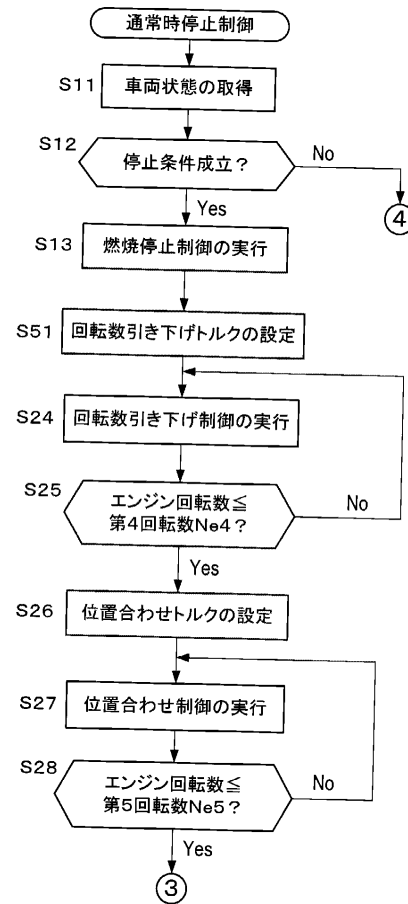 通常時停止制御
S11
車両状態の取得
S12
停止条件成立？
No
④
Yes
S13
燃焼停止制御の実行
S51
回転数引き下げトルクの設定
S24
回転数引き下げ制御の実行
S25
エンジン回転数≦
第4回転数Ne4？
No
Yes
S26
位置合わせトルクの設定
S27
位置合わせ制御の実行
S28
エンジン回転数≦
第5回転数Ne5？
No
Yes
③